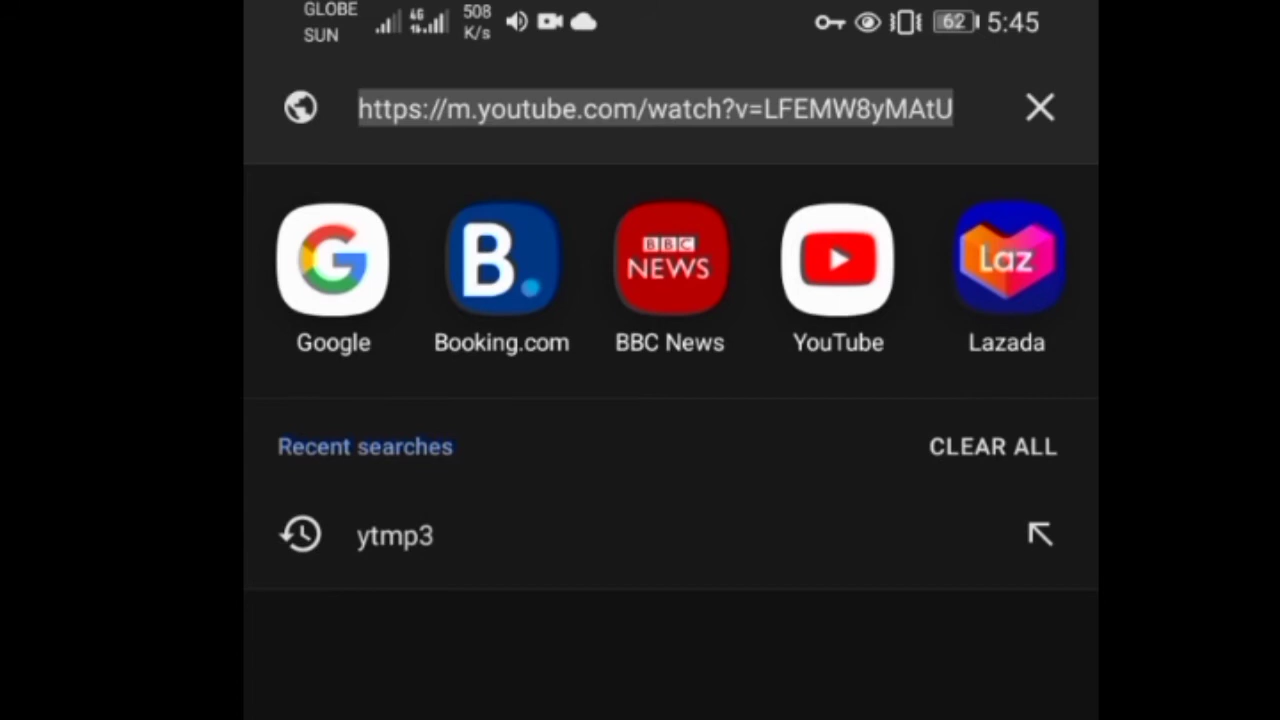 GLOBE
SUN
4G
508
K/s
62
5:45
https://m.youtube.com/watch?v=LFEMW8yMAtU
G
B.
BBC
NEWS
Laz
Google
Booking.com
BBC News
YouTube
Lazada
Recent searches
CLEAR ALL
ytmp3